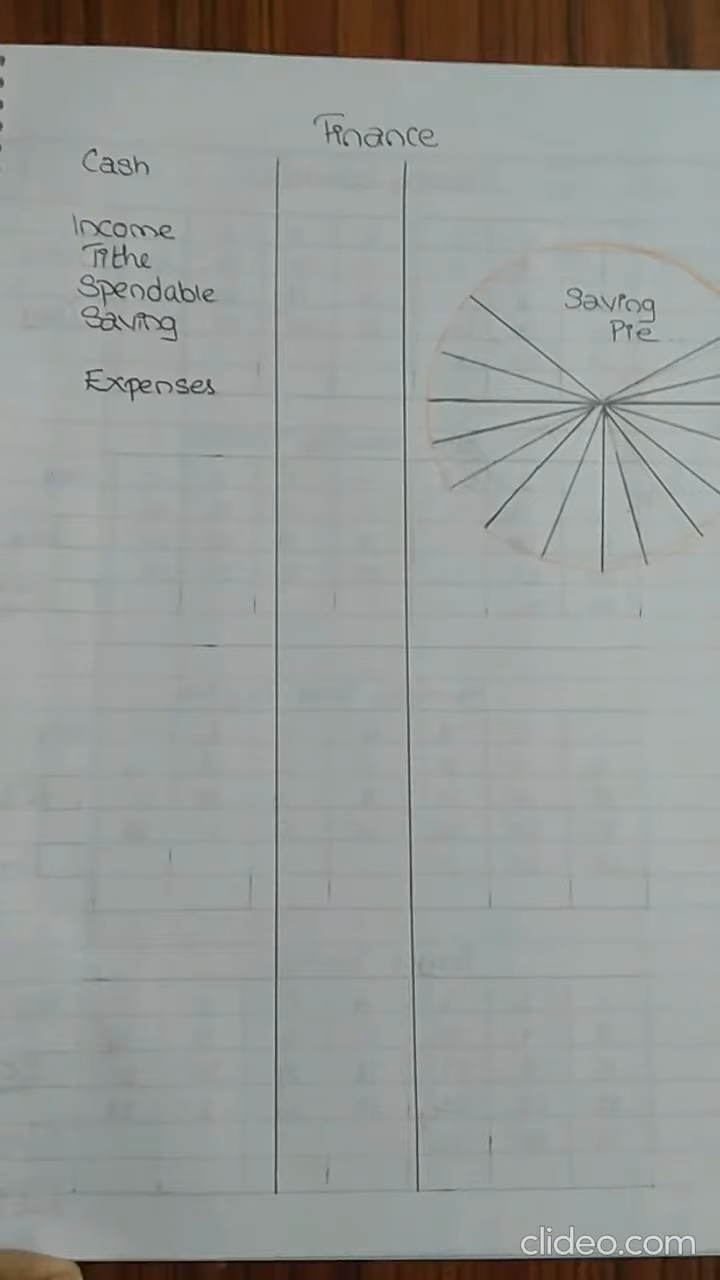 Finance
Cash
Income
Tithe
Spendable
Saving
Expenses
Saving
Pie
clideo.com